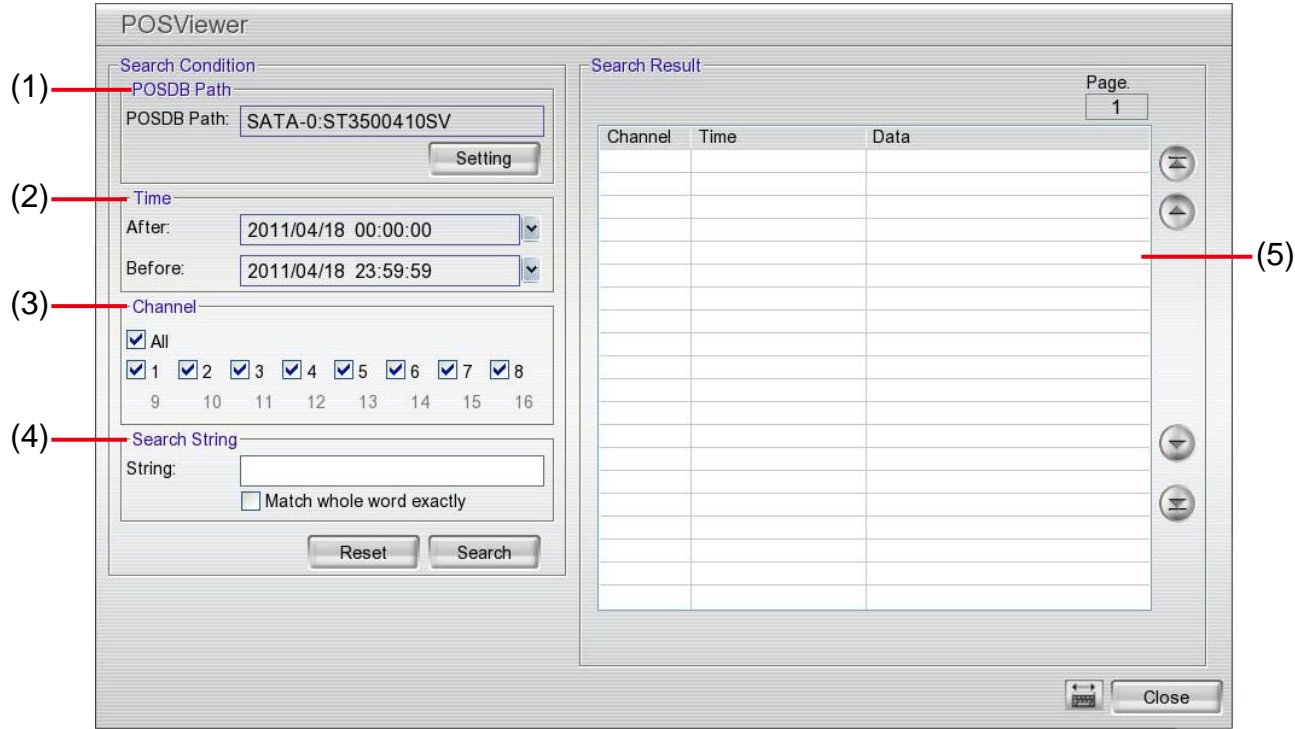 POSViewer
Search Condition
(1)
POSDB Path
POSDB Path: SATA-0:ST3500410SV
Setting
(2)
Time
After: 2011/04/18 00:00:00
Before: 2011/04/18 23:59:59
(3)
Channel
All
1 2 3 4 5 6 7 8
9 10 11 12 13 14 15 16
(4)
Search String
String:
Match whole word exactly
Reset Search
Search Result
Page.
1
Channel Time Data
(5)
Close